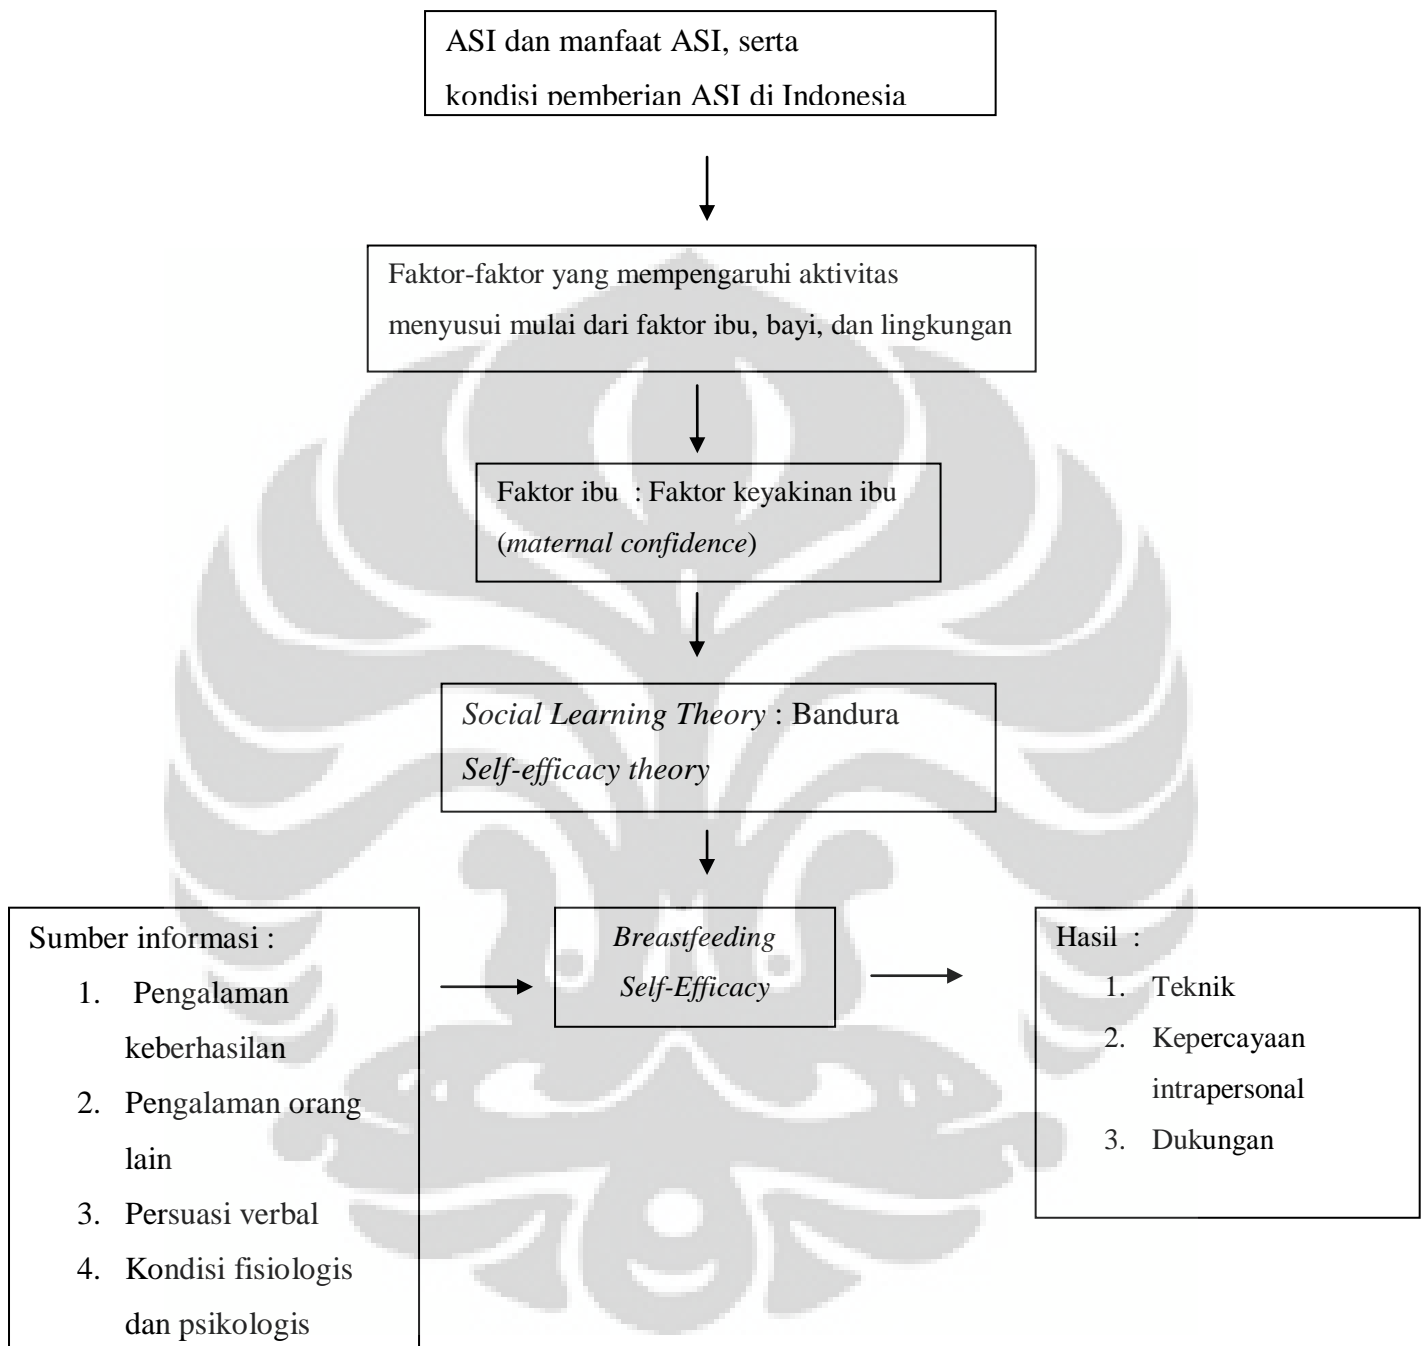 ASI dan manfaat ASI, serta
kondisi pemberian ASI di Indonesia
Faktor-faktor yang mempengaruhi aktivitas
menyusui mulai dari faktor ibu, bayi, dan lingkungan
Faktor ibu : Faktor keyakinan ibu
(maternal confidence)
Social Learning Theory : Bandura
Self-efficacy theory
Sumber informasi :
1. Pengalaman
keberhasilan
2. Pengalaman orang
lain
3. Persuasi verbal
4. Kondisi fisiologis
dan psikologis
Breastfeeding
Self-Efficacy
Hasil :
1. Teknik
2. Kepercayaan
intrapersonal
3. Dukungan